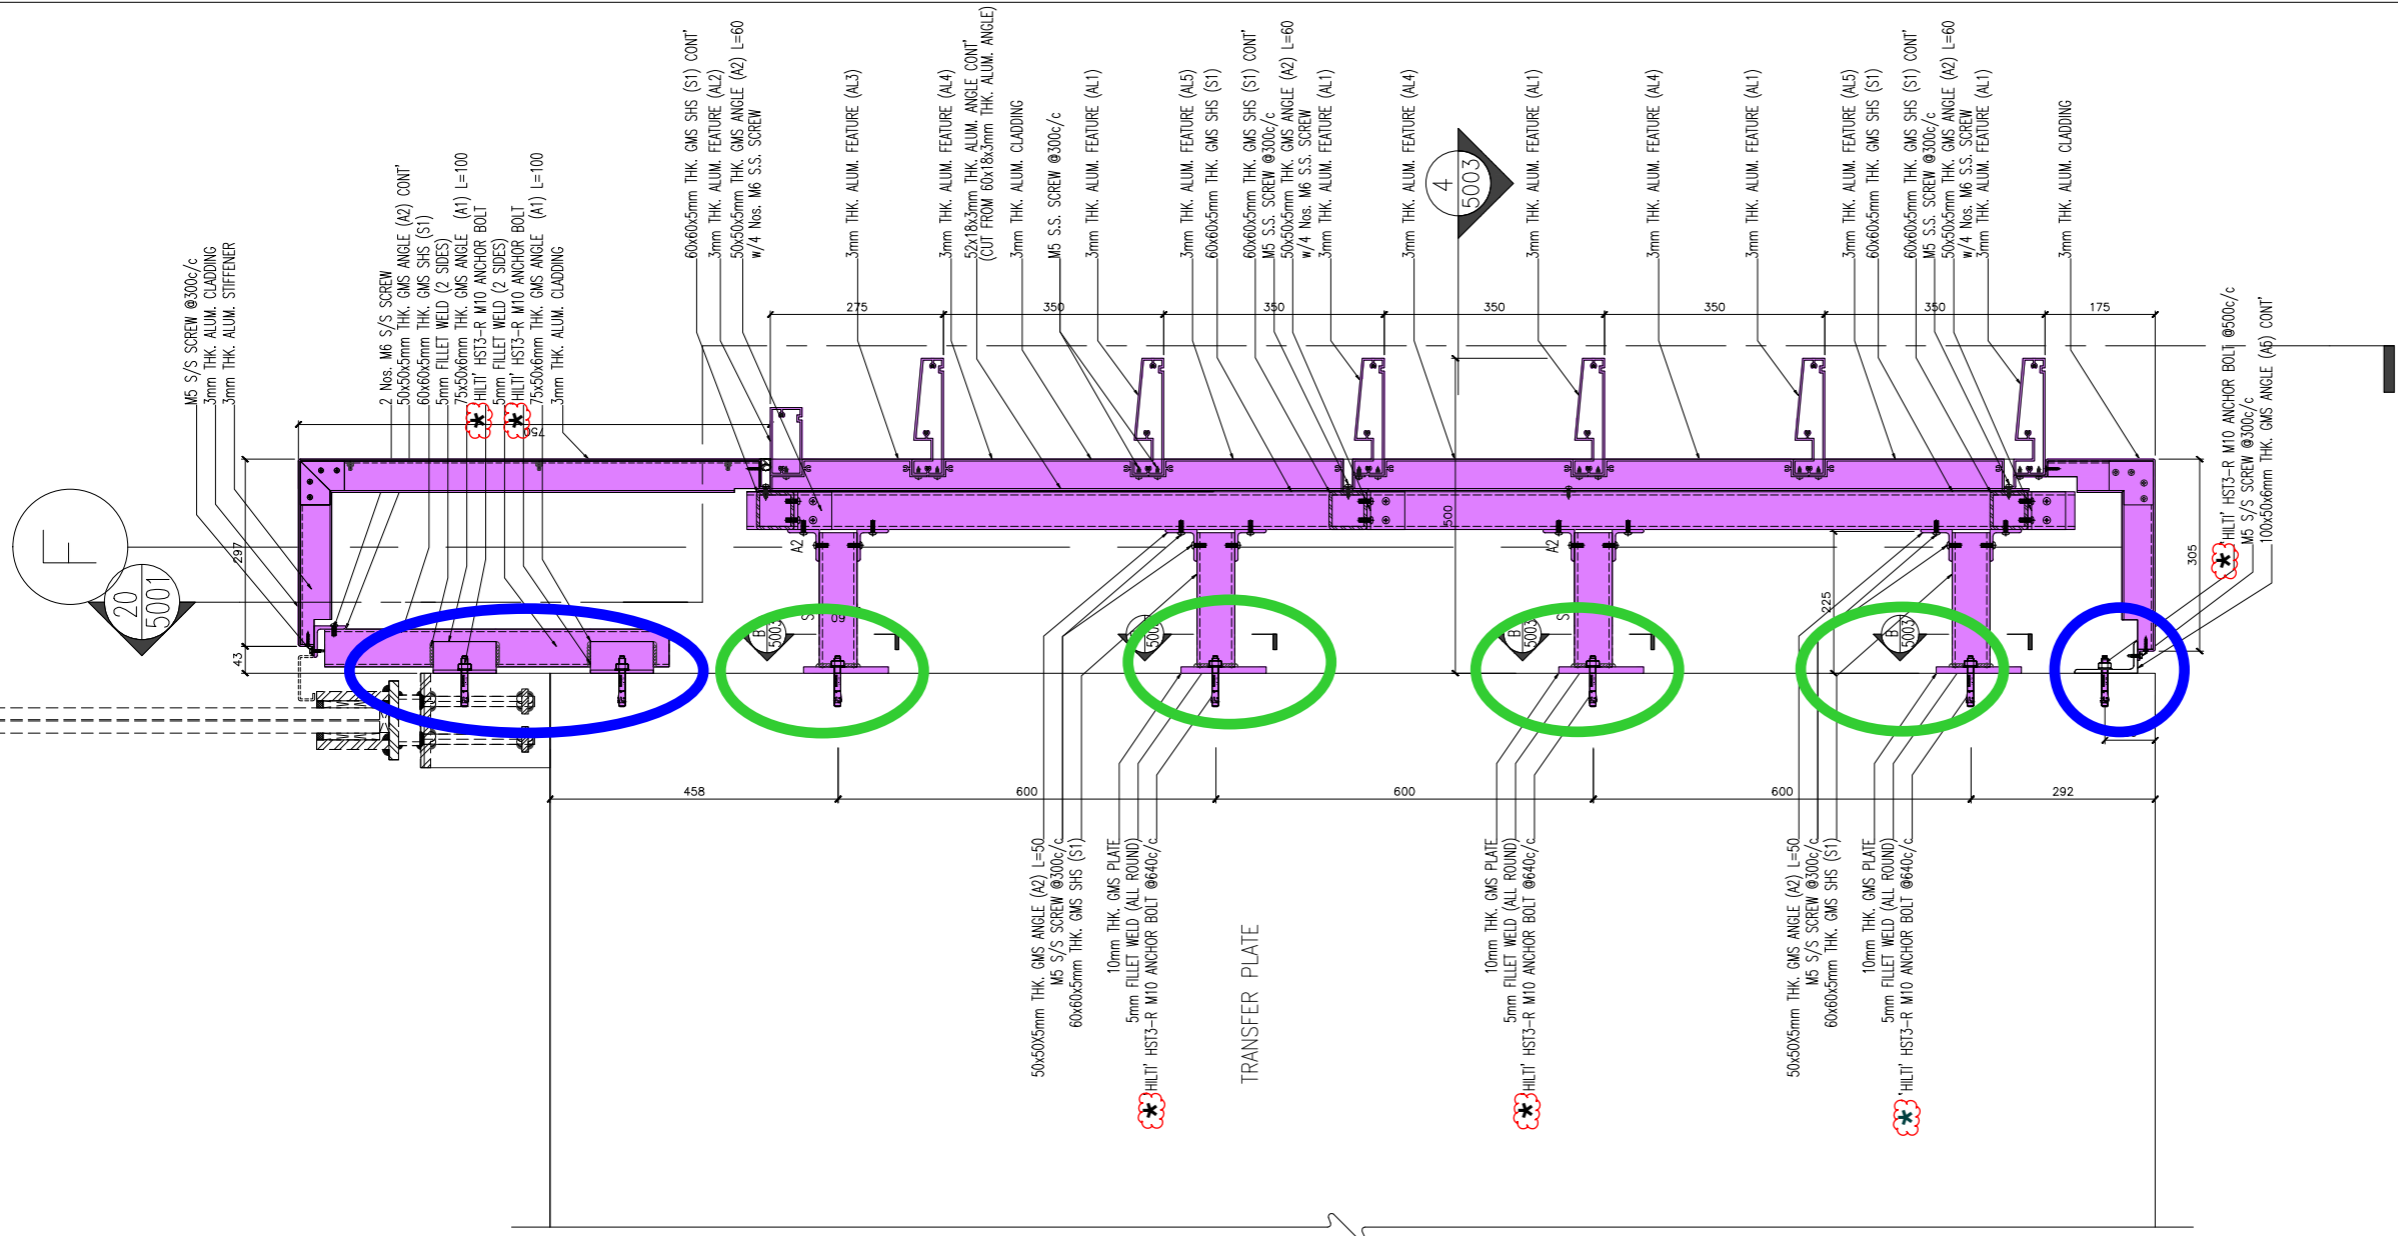 M5 S/S SCREW @300c/c
3mm THK. ALUM. CLADDING
3mm THK. ALUM. STIFFENER
2 Nos. M6 S/S SCREW
50x50x5mm THK. GMS ANGLE (A2) CONT'
60x60x5mm THK. GMS SHS (S1)
5mm FILLET WELD (2 SIDES)
75x50x6mm THK. GMS ANGLE (A1) L=100
*'HILTI' HST3-R M10 ANCHOR BOLT
5mm FILLET WELD (2 SIDES)
*'HILTI' HST3-R M10 ANCHOR BOLT
75x50x6mm THK. GMS ANGLE (A1) L=100
3mm THK. ALUM. CLADDING
60x60x5mm THK. GMS SHS (S1) CONT'
3mm THK. ALUM. FEATURE (AL2)
50x50x5mm THK. GMS ANGLE (A2) L=60
w/4 Nos. M6 S.S. SCREW
3mm THK. ALUM. FEATURE (AL3)
3mm THK. ALUM. FEATURE (AL4)
52x18x3mm THK. ALUM. ANGLE CONT'
(CUT FROM 60x18x3mm THK. ALUM. ANGLE)
3mm THK. ALUM. CLADDING
M5 S.S. SCREW @300c/c
3mm THK. ALUM. FEATURE (AL1)
3mm THK. ALUM. FEATURE (AL5)
60x60x5mm THK. GMS SHS (S1)
60x60x5mm THK. GMS SHS (S1) CONT'
M5 S.S. SCREW @300c/c
50x50x5mm THK. GMS ANGLE (A2) L=60
w/4 Nos. M6 S.S. SCREW
3mm THK. ALUM. FEATURE (AL1)
3mm THK. ALUM. FEATURE (AL4)
4
5003
3mm THK. ALUM. FEATURE (AL1)
3mm THK. ALUM. FEATURE (AL4)
3mm THK. ALUM. FEATURE (AL1)
3mm THK. ALUM. FEATURE (AL5)
60x60x5mm THK. GMS SHS (S1)
60x60x5mm THK. GMS SHS (S1) CONT'
M5 S.S. SCREW @300c/c
50x50x5mm THK. GMS ANGLE (A2) L=60
w/4 Nos. M6 S.S. SCREW
3mm THK. ALUM. FEATURE (AL1)
3mm THK. ALUM. CLADDING
*'HILTI' HST3-R M10 ANCHOR BOLT @500c/c
M5 S/S SCREW @300c/c
100x50x6mm THK. GMS ANGLE (A6) CONT'
275
350
350
350
350
350
175
750
F
20
5001
297
43
500
225
305
A2
A2
S
60
S
B
5003
B
5003
B
5003
B
5003
458
600
600
600
292
50x50X5mm THK. GMS ANGLE (A2) L=50
M5 S/S SCREW @300c/c
60x60x5mm THK. GMS SHS (S1)
10mm THK. GMS PLATE
5mm FILLET WELD (ALL ROUND)
*'HILTI' HST3-R M10 ANCHOR BOLT @640c/c
TRANSFER PLATE
10mm THK. GMS PLATE
5mm FILLET WELD (ALL ROUND)
*'HILTI' HST3-R M10 ANCHOR BOLT @640c/c
50x50X5mm THK. GMS ANGLE (A2) L=50
M5 S/S SCREW @300c/c
60x60x5mm THK. GMS SHS (S1)
10mm THK. GMS PLATE
5mm FILLET WELD (ALL ROUND)
*'HILTI' HST3-R M10 ANCHOR BOLT @640c/c